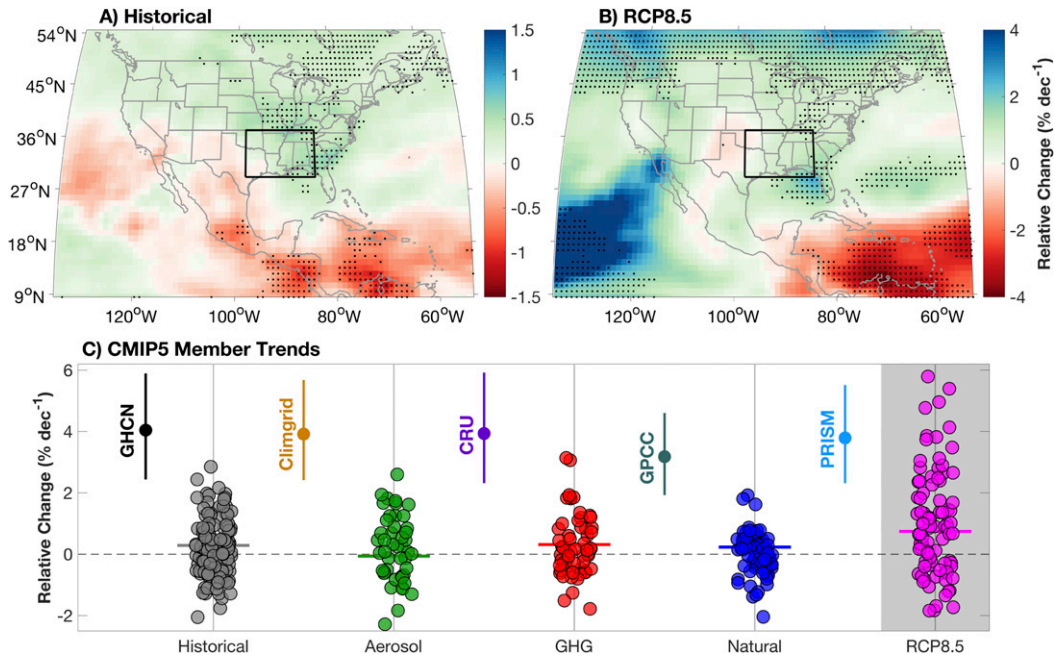 A) Historical
B) RCP8.5
54°N
45°N
36°N
27°N
18°N
9°N
120°W 100°W 80°W 60°W
1.5
1
0.5
0
-0.5
-1
-1.5
120°W 100°W 80°W 60°W
4
2
0
-2
-4
Relative Change (% dec⁻¹)
C) CMIP5 Member Trends
Relative Change (% dec⁻¹)
6
4
2
0
-2
GHCN
Climgrid
CRU
GPCC
PRISM
Historical Aerosol GHG Natural RCP8.5